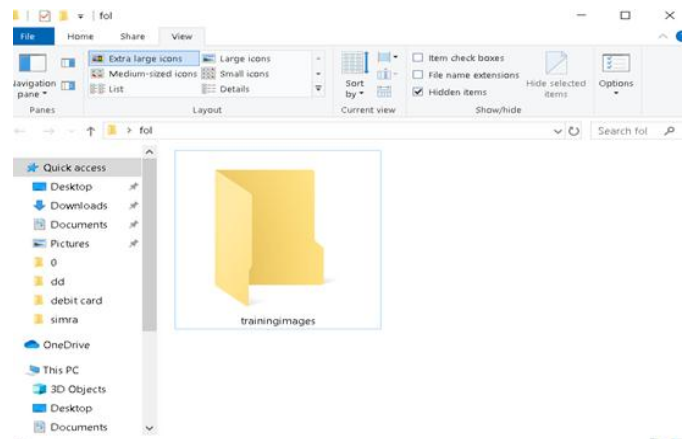 fol
File Home Share View
Extra large icons Large icons
Medium-sized icons Small icons
List Details
Navigation pane
Sort by
Item check boxes
File name extensions
Hidden items
Hide selected items
Options
Panes Layout Current view Show/hide
fol Search fol
Quick access
Desktop
Downloads
Documents
Pictures
0
dd
debit card
simra
OneDrive
This PC
3D Objects
Desktop
Documents
trainingimages